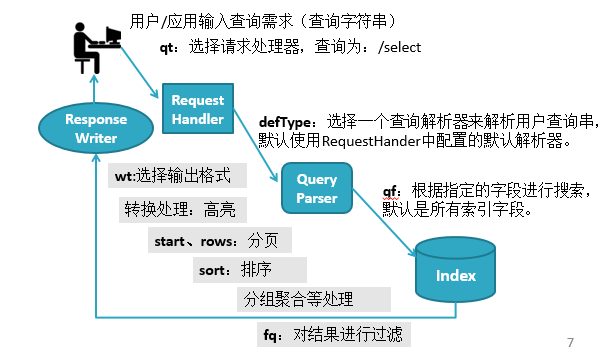 用户/应用输入查询需求（查询字符串）
qt：选择请求处理器，查询为：/select
Request
Handler
Response
Writer
defType：选择一个查询解析器来解析用户查询串，
默认使用RequestHander中配置的默认解析器。
Query
Parser
qf：根据指定的字段进行搜索，
默认是所有索引字段。
wt:选择输出格式
转换处理：高亮
start、rows：分页
sort：排序
分组聚合等处理
Index
fq：对结果进行过滤
7